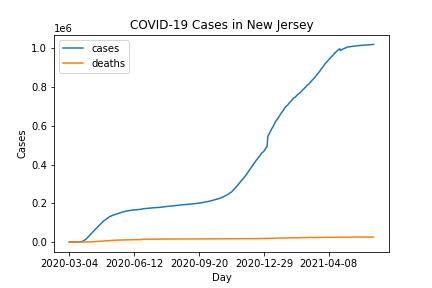 COVID-19 Cases in New Jersey
1e6
cases
deaths
1.0
0.8
0.6
0.4
0.2
0.0
Cases
2020-03-04 2020-06-12 2020-09-20 2020-12-29 2021-04-08
Day